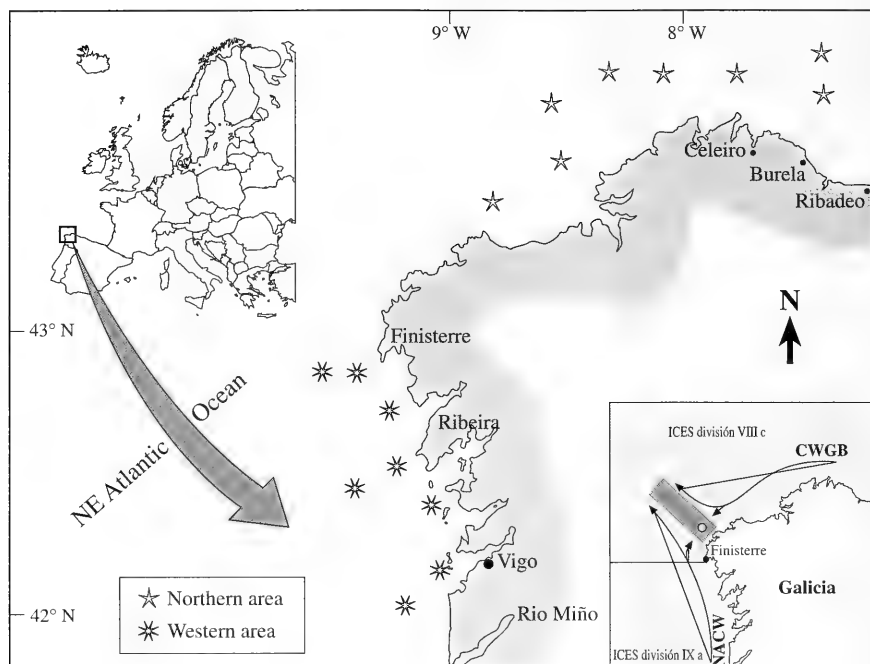 9° W
8° W
Celeiro
Burela
Ribadeo
43° N
Finisterre
N
NE Atlantic Ocean
Ribeira
ICES división VIII c
CWGB
Finisterre
Vigo
Galicia
Northern area
Western area
42° N
Rio Miño
NACW
ICES división IX a